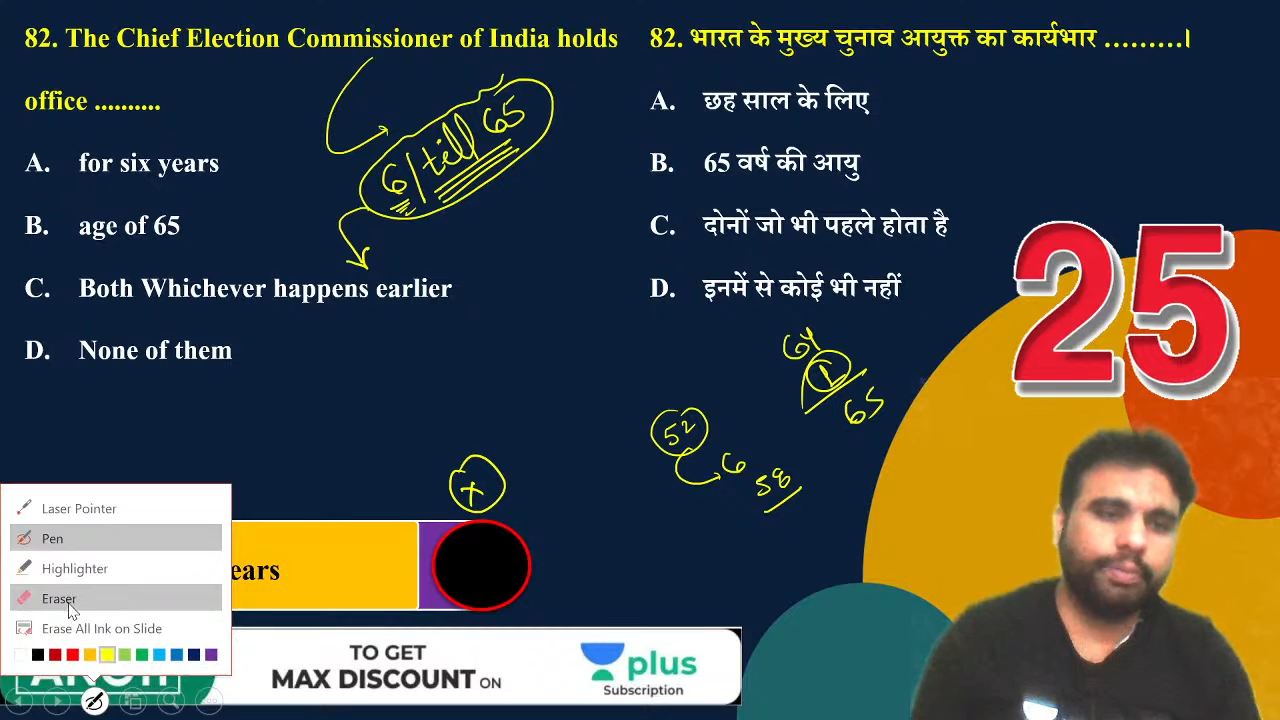 82. The Chief Election Commissioner of India holds
office ..........
A. for six years
B. age of 65
C. Both Whichever happens earlier
D. None of them
6/till 65
82. भारत के मुख्य चुनाव आयुक्त का कार्यभार ..........।
A. छह साल के लिए
B. 65 वर्ष की आयु
C. दोनों जो भी पहले होता है
D. इनमें से कोई भी नहीं
25
64
1
65
52
6
58
Laser Pointer
Pen
Highlighter
Eraser
Erase All Ink on Slide
ears
TO GET
MAX DISCOUNT ON
plus
Subscription